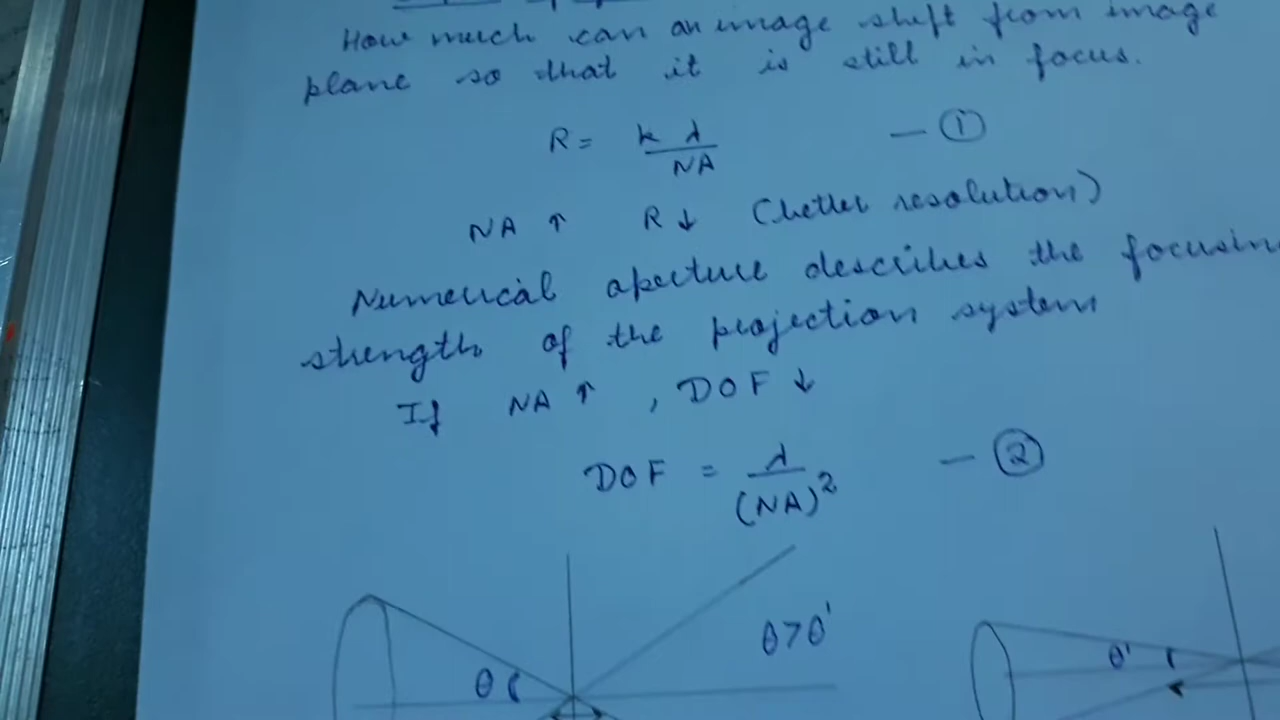 How much can an image shift from image
plane so that it is still in focus.
R = kλ/NA — ①
NA ↑ R ↓ (better resolution)
Numerical aperture describes the focusing
strength of the projection system
If NA ↑ , DOF ↓
DOF = λ/(NA)² — ②
θ>θ'
θ
θ'